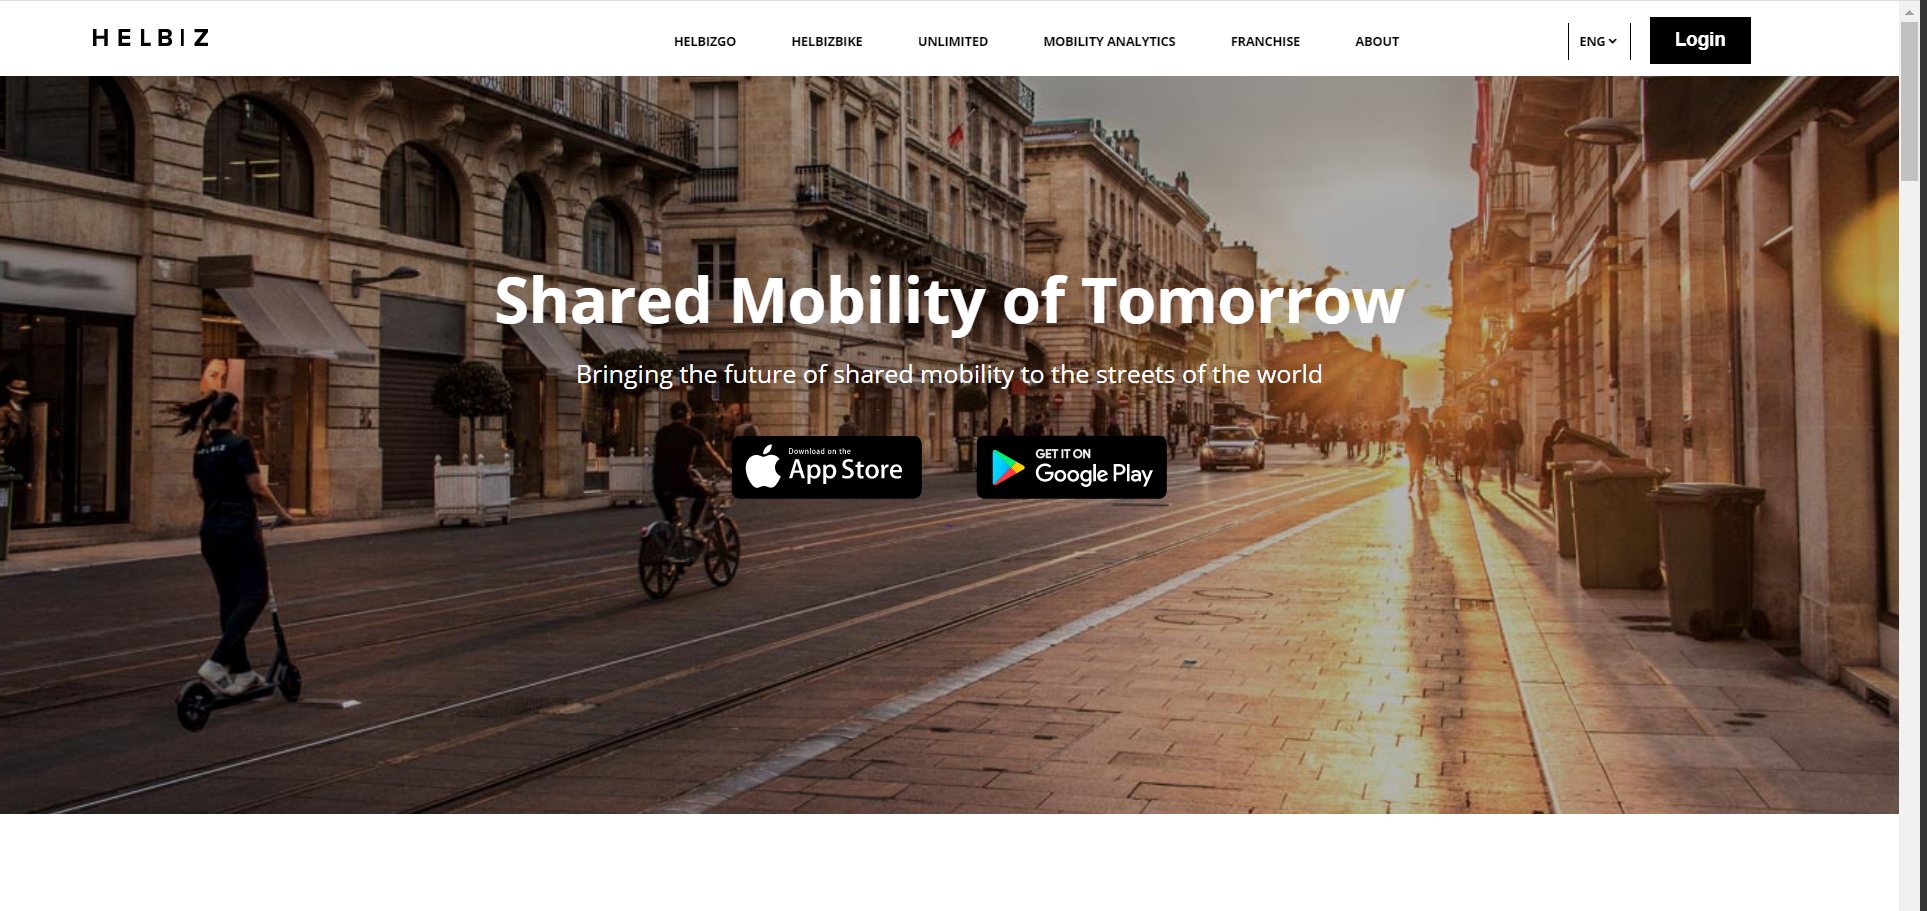 HELBIZ
HELBIZGO
HELBIZBIKE
UNLIMITED
MOBILITY ANALYTICS
FRANCHISE
ABOUT
ENG
Login
Shared Mobility of Tomorrow
Bringing the future of shared mobility to the streets of the world
Download on the
App Store
GET IT ON
Google Play
HELBIZ